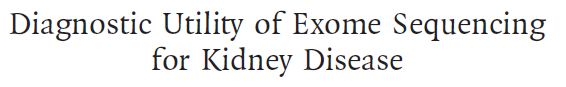 Diagnostic Utility of Exome Sequencing
for Kidney Disease